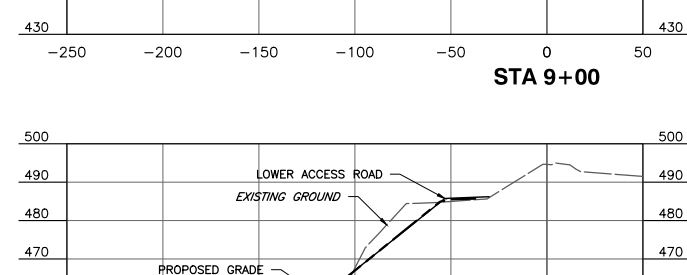 430 430
-250 -200 -150 -100 -50 0 50
STA 9+00
500 500
LOWER ACCESS ROAD
490 490
EXISTING GROUND
480 480
470 470
PROPOSED GRADE